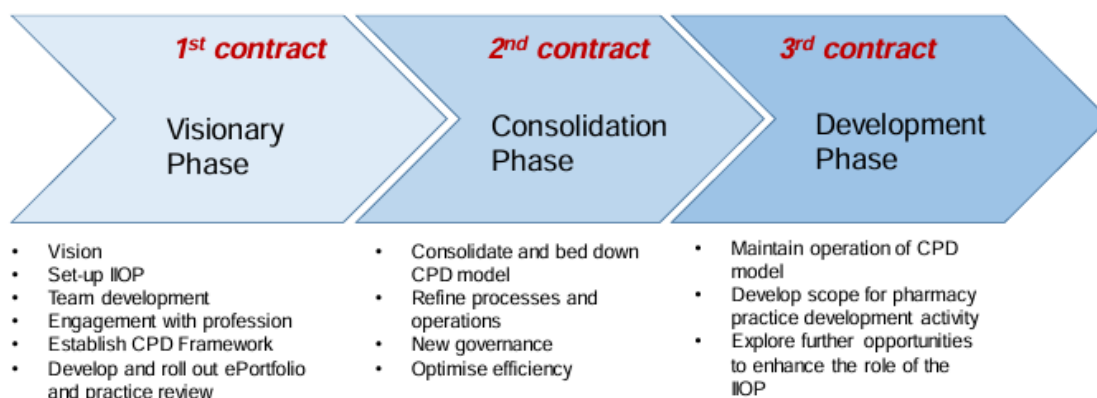 1st contract
Visionary
Phase
• Vision
• Set-up IIOP
• Team development
• Engagement with profession
• Establish CPD Framework
• Develop and roll out ePortfolio
and practice review
2nd contract
Consolidation
Phase
• Consolidate and bed down
CPD model
• Refine processes and
operations
• New governance
• Optimise efficiency
3rd contract
Development
Phase
• Maintain operation of CPD
model
• Develop scope for pharmacy
practice development activity
• Explore further opportunities
to enhance the role of the
IIOP